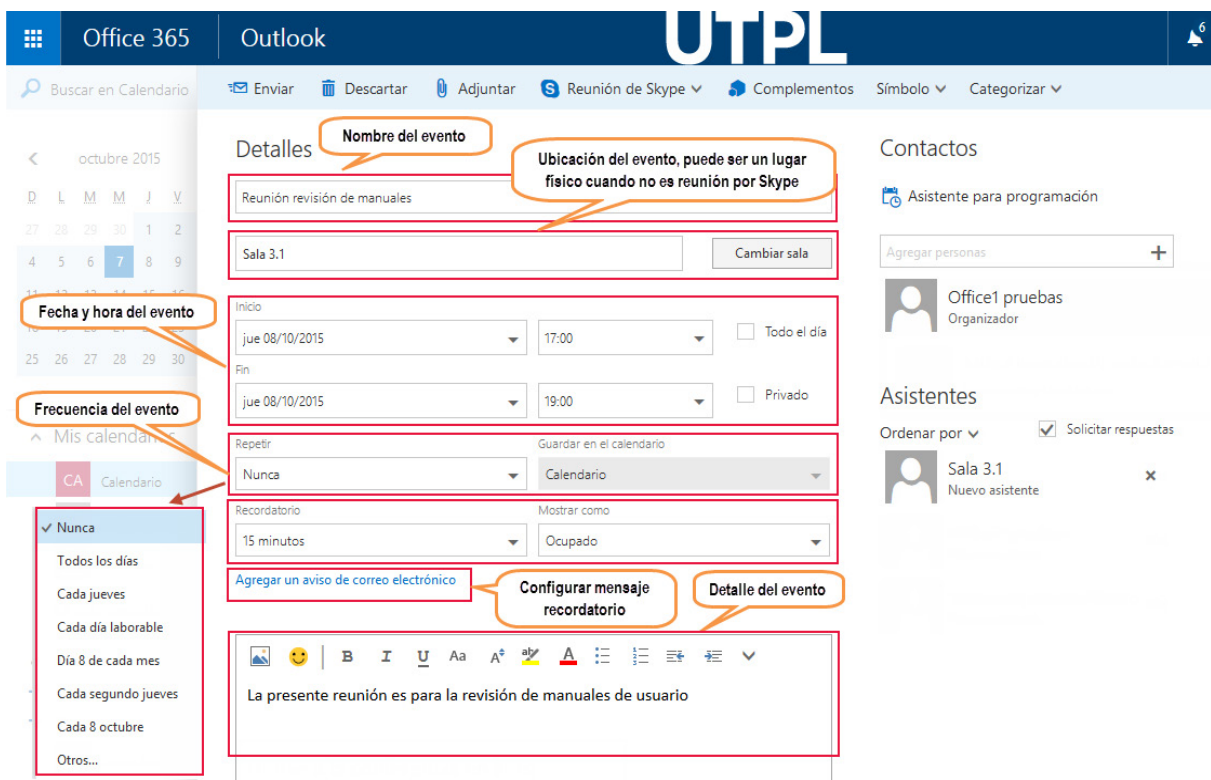 Office 365
Outlook
UTPL
6
Buscar en Calendario
Enviar
Descartar
Adjuntar
Reunión de Skype
Complementos
Símbolo
Categorizar
octubre 2015
D L M M J V
27 28 29 30 1 2
4 5 6 7 8 9
25 26 27 28 29 30
Mis calendarios
CA Calendario
Detalles
Nombre del evento
Reunión revisión de manuales
Ubicación del evento, puede ser un lugar
físico cuando no es reunión por Skype
Sala 3.1
Cambiar sala
Fecha y hora del evento
Inicio
jue 08/10/2015
17:00
Todo el día
Fin
jue 08/10/2015
19:00
Privado
Frecuencia del evento
Repetir
Guardar en el calendario
Nunca
Calendario
Recordatorio
Mostrar como
15 minutos
Ocupado
Agregar un aviso de correo electrónico
Configurar mensaje
recordatorio
Detalle del evento
B I U Aa A aby A
La presente reunión es para la revisión de manuales de usuario
Nunca
Todos los días
Cada jueves
Cada día laborable
Día 8 de cada mes
Cada segundo jueves
Cada 8 octubre
Otros...
Contactos
Asistente para programación
Agregar personas
Office1 pruebas
Organizador
Asistentes
Ordenar por
Solicitar respuestas
Sala 3.1
Nuevo asistente